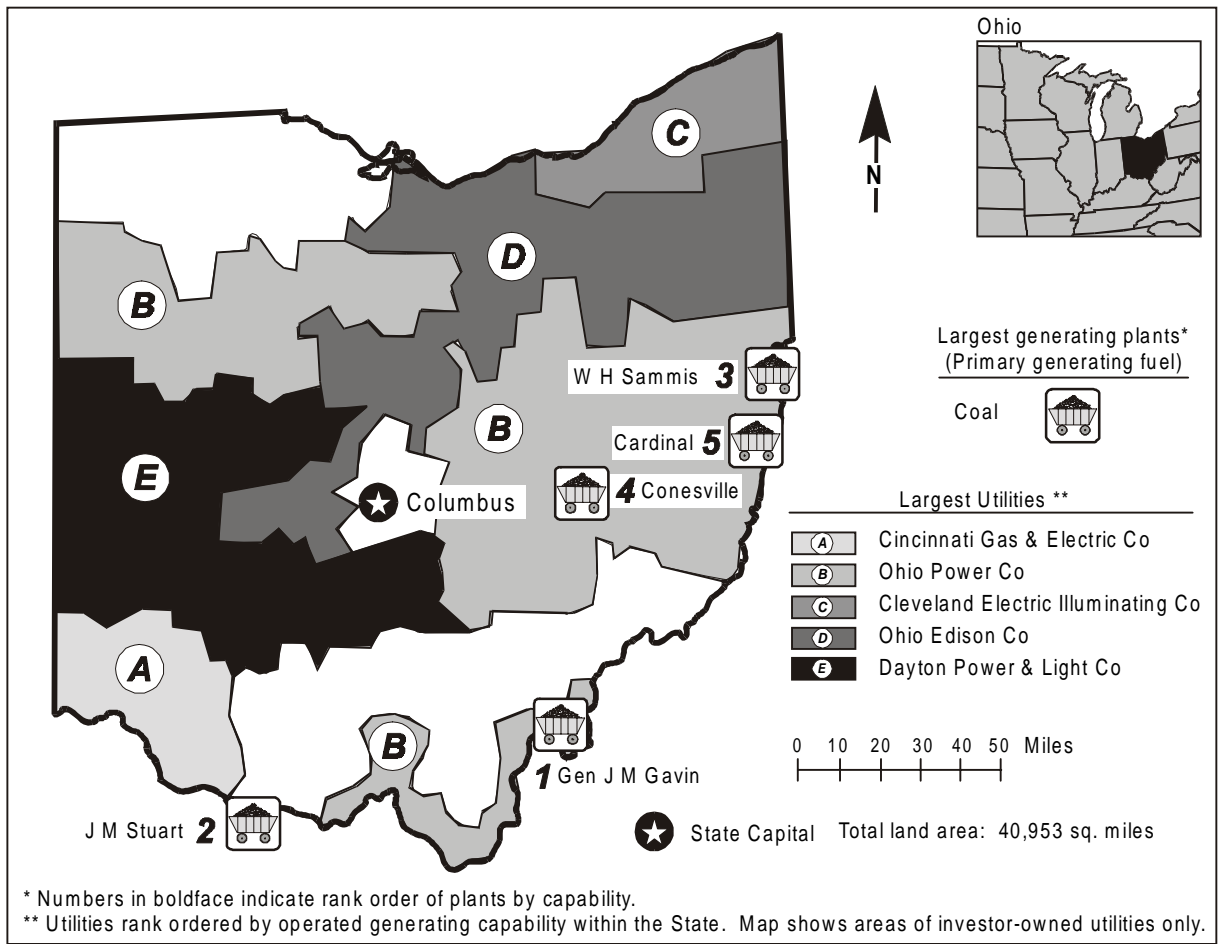 Ohio
N
C
D
B
Largest generating plants*
(Primary generating fuel)
Coal
W H Sammis 3
B
Cardinal 5
E
4 Conesville
Columbus
Largest Utilities **
A Cincinnati Gas & Electric Co
B Ohio Power Co
C Cleveland Electric Illuminating Co
D Ohio Edison Co
E Dayton Power & Light Co
A
B
0 10 20 30 40 50 Miles
1 Gen J M Gavin
J M Stuart 2
State Capital Total land area: 40,953 sq. miles
* Numbers in boldface indicate rank order of plants by capability.
** Utilities rank ordered by operated generating capability within the State. Map shows areas of investor-owned utilities only.